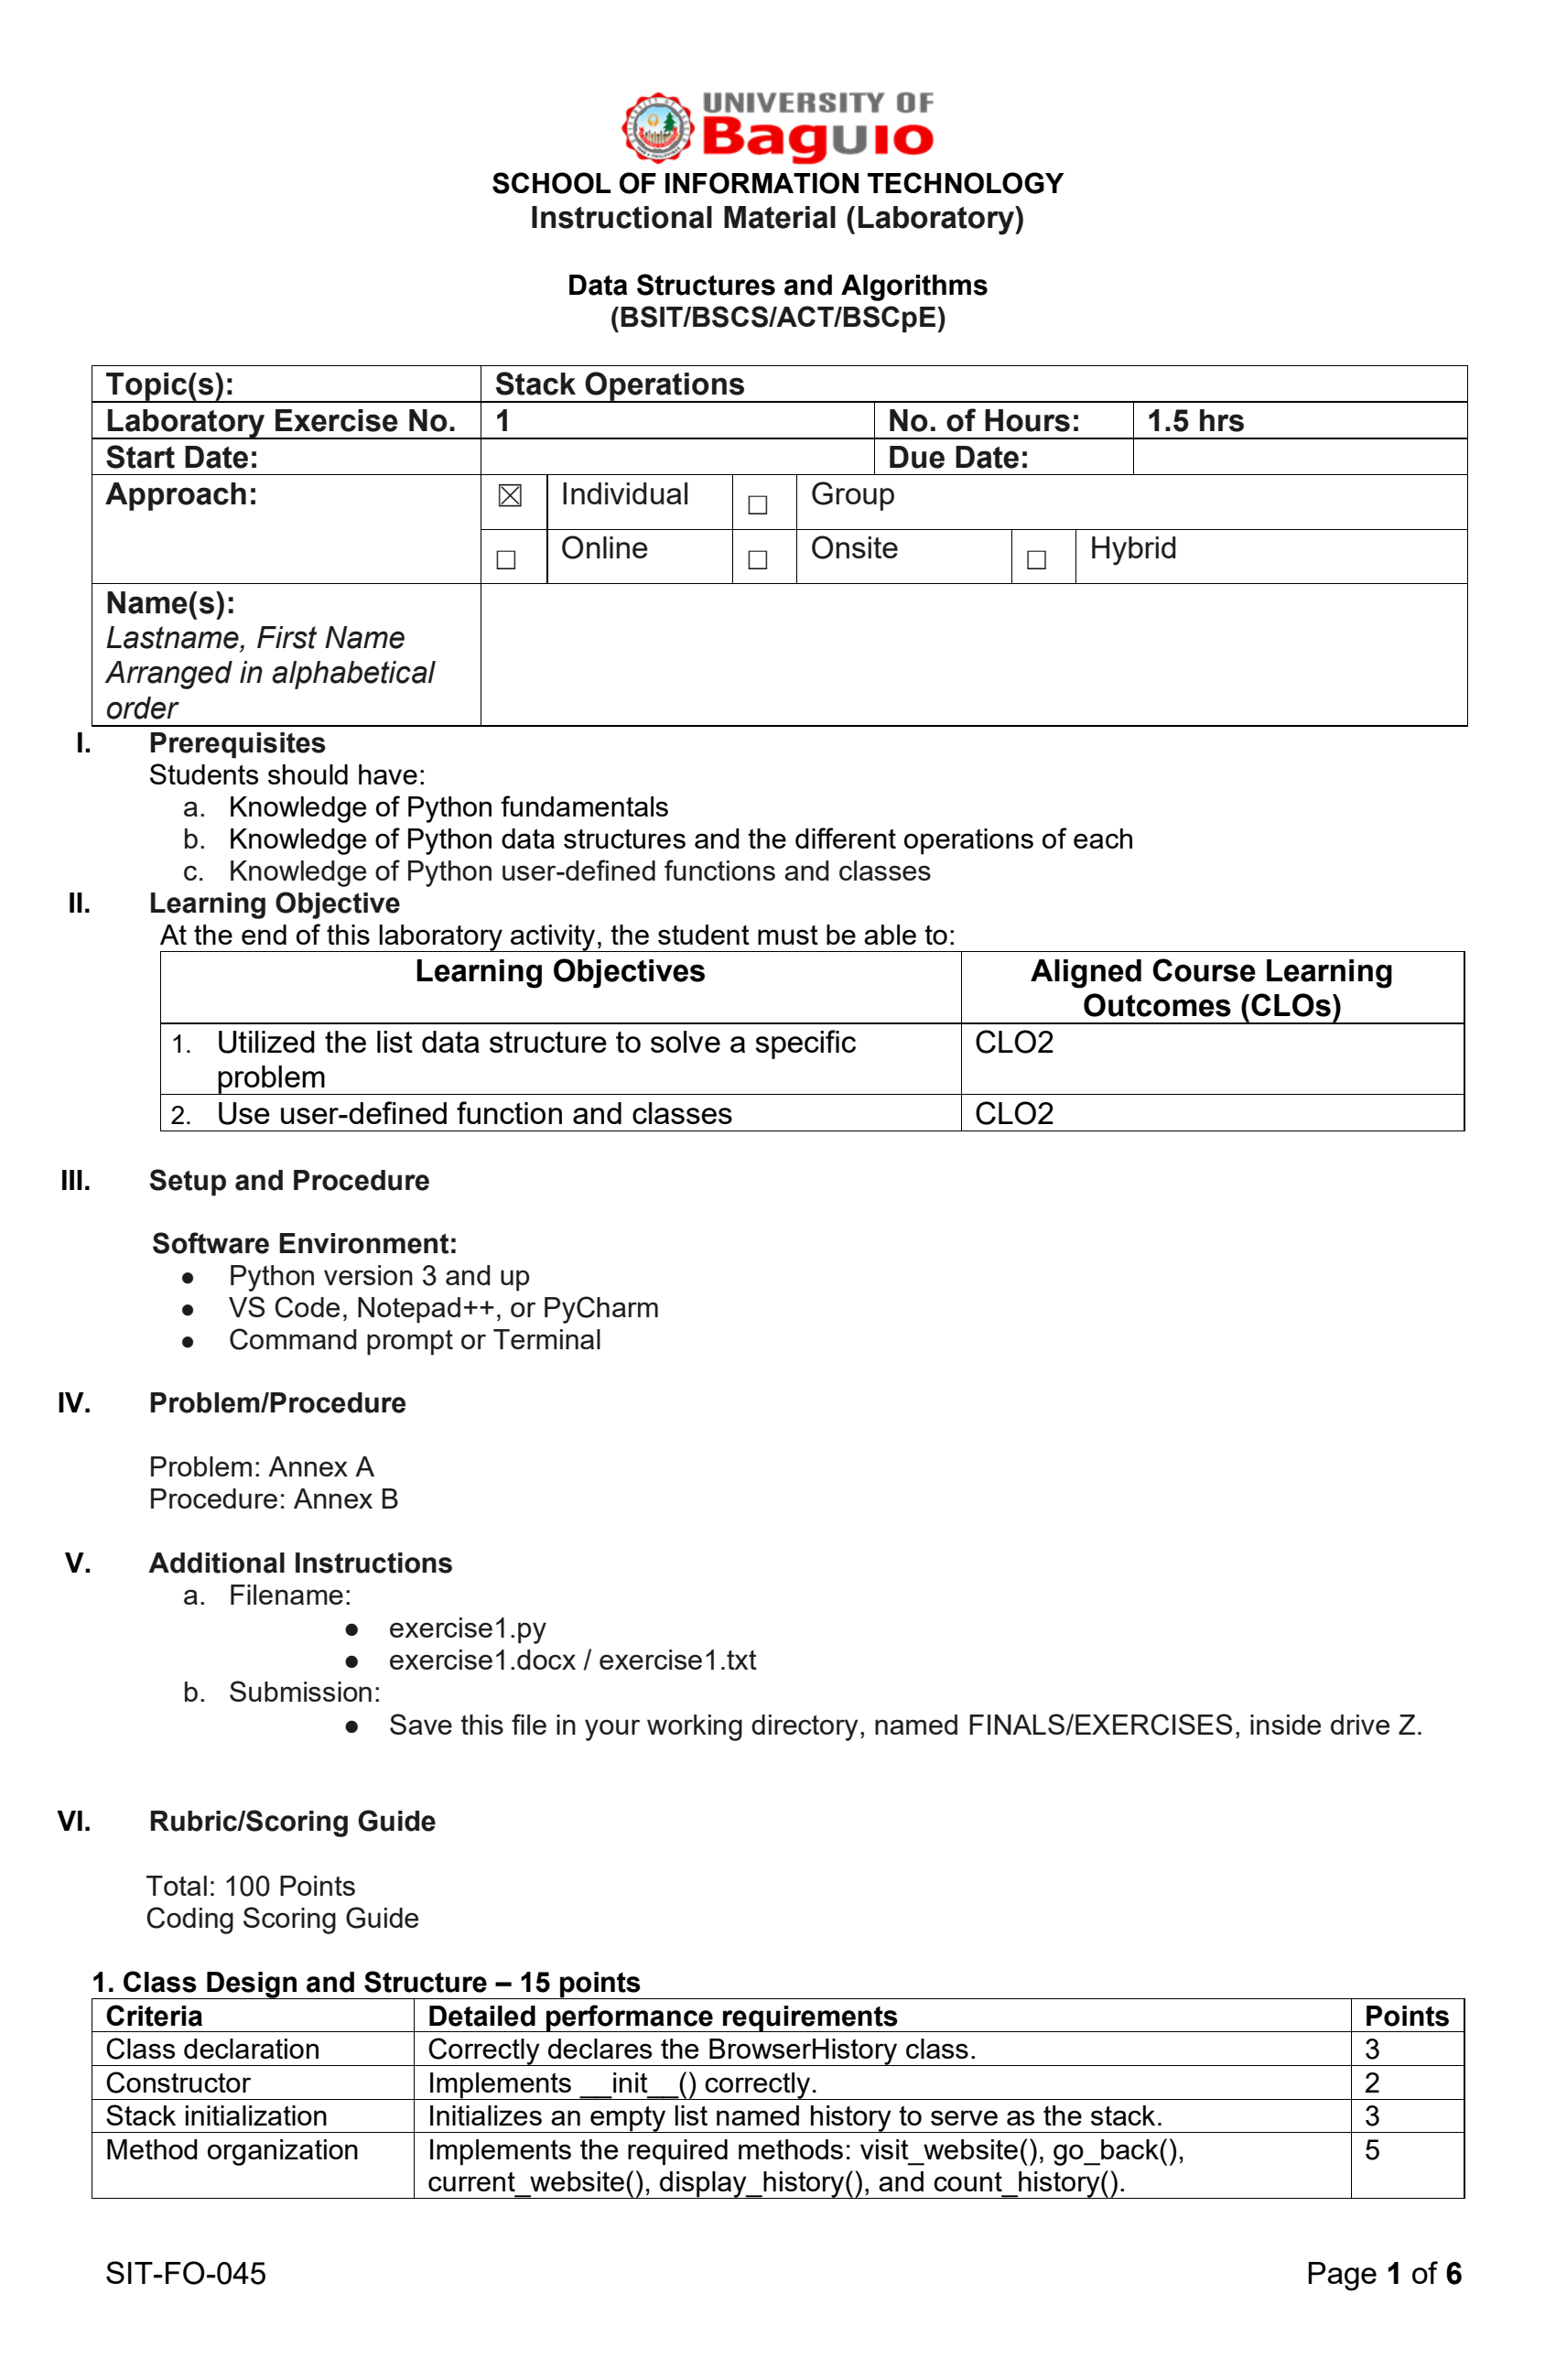 UNIVERSITY OF
Baguio
SCHOOL OF INFORMATION TECHNOLOGY
Instructional Material (Laboratory)
Data Structures and Algorithms
(BSIT/BSCS/ACT/BSCpE)
Topic(s): Stack Operations
Laboratory Exercise No. 1 No. of Hours: 1.5 hrs
Start Date: Due Date:
Approach: ☒ Individual ☐ Group
☐ Online ☐ Onsite ☐ Hybrid
Name(s):
Lastname, First Name
Arranged in alphabetical
order
I. Prerequisites
Students should have:
a. Knowledge of Python fundamentals
b. Knowledge of Python data structures and the different operations of each
c. Knowledge of Python user-defined functions and classes
II. Learning Objective
At the end of this laboratory activity, the student must be able to:
Learning Objectives Aligned Course Learning
Outcomes (CLOs)
1. Utilized the list data structure to solve a specific CLO2
problem
2. Use user-defined function and classes CLO2
III. Setup and Procedure
Software Environment:
● Python version 3 and up
● VS Code, Notepad++, or PyCharm
● Command prompt or Terminal
IV. Problem/Procedure
Problem: Annex A
Procedure: Annex B
V. Additional Instructions
a. Filename:
● exercise1.py
● exercise1.docx / exercise1.txt
b. Submission:
● Save this file in your working directory, named FINALS/EXERCISES, inside drive Z.
VI. Rubric/Scoring Guide
Total: 100 Points
Coding Scoring Guide
1. Class Design and Structure – 15 points
Criteria Detailed performance requirements Points
Class declaration Correctly declares the BrowserHistory class. 3
Constructor Implements __init__() correctly. 2
Stack initialization Initializes an empty list named history to serve as the stack. 3
Method organization Implements the required methods: visit_website(), go_back(), 5
current_website(), display_history(), and count_history().
SIT-FO-045 Page 1 of 6